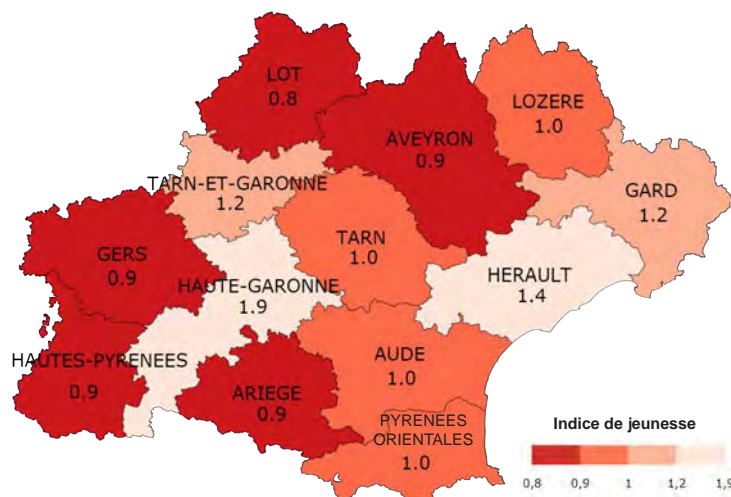 LOT
0.8
LOZERE
1.0
AVEYRON
0.9
TARN-ET-GARONNE
1.2
GARD
1.2
GERS
0.9
TARN
1.0
HAUTE-GARONNE
1.9
HERAULT
1.4
HAUTES-PYRENEES
0,9
AUDE
1.0
ARIEGE
0.9
PYRENEES
ORIENTALES
1.0
Indice de jeunesse
0,8 0,9 1 1,2 1,9